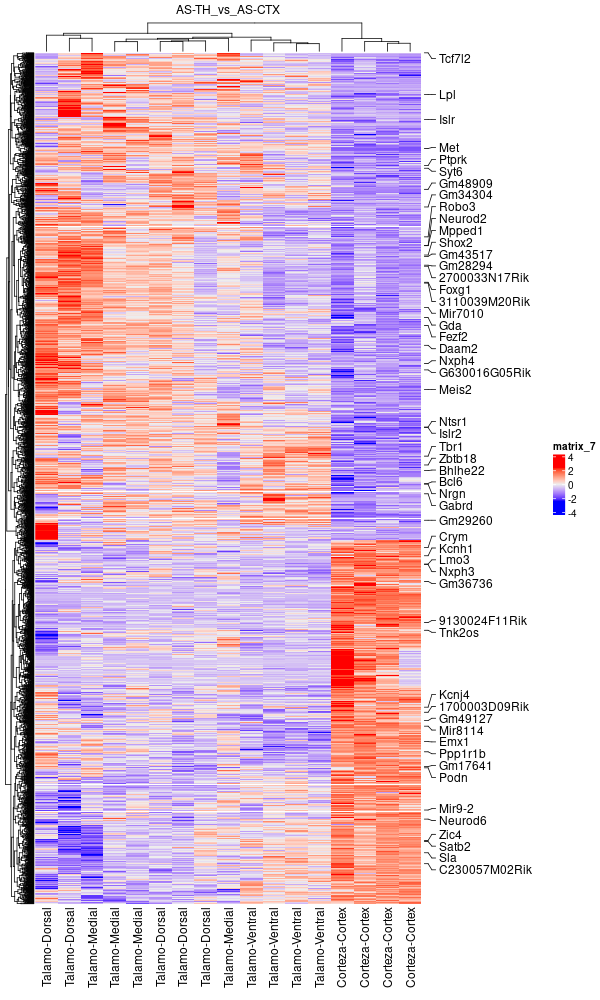 AS-TH_vs_AS-CTX
Tcf7l2
Lpl
Islr
Met
Ptprk
Syt6
Gm48909
Gm34304
Robo3
Neurod2
Mpped1
Shox2
Gm43517
Gm28294
2700033N17Rik
Foxg1
3110039M20Rik
Mir7010
Gda
Fezf2
Daam2
Nxph4
G630016G05Rik
Meis2
Ntsr1
Islr2
Tbr1
Zbtb18
Bhlhe22
Bcl6
Nrgn
Gabrd
Gm29260
Crym
Kcnh1
Lmo3
Nxph3
Gm36736
9130024F11Rik
Tnk2os
Kcnj4
1700003D09Rik
Gm49127
Mir8114
Emx1
Ppp1r1b
Gm17641
Podn
Mir9-2
Neurod6
Zic4
Satb2
Sla
C230057M02Rik
matrix_7
4
2
0
-2
-4
Talamo-Dorsal
Talamo-Dorsal
Talamo-Medial
Talamo-Medial
Talamo-Medial
Talamo-Dorsal
Talamo-Dorsal
Talamo-Dorsal
Talamo-Medial
Talamo-Ventral
Talamo-Ventral
Talamo-Ventral
Talamo-Ventral
Corteza-Cortex
Corteza-Cortex
Corteza-Cortex
Corteza-Cortex